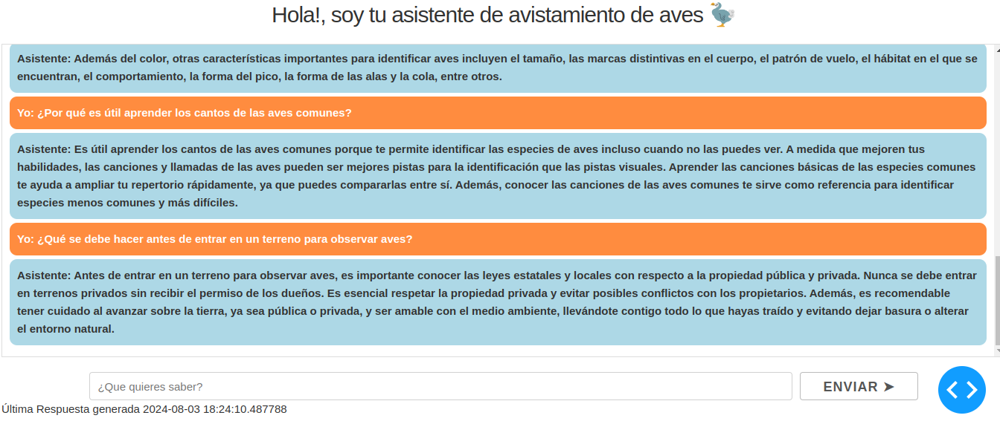 Hola!, soy tu asistente de avistamiento de aves 🦤
Asistente: Además del color, otras características importantes para identificar aves incluyen el tamaño, las marcas distintivas en el cuerpo, el patrón de vuelo, el hábitat en el que se
encuentran, el comportamiento, la forma del pico, la forma de las alas y la cola, entre otros.
Yo: ¿Por qué es útil aprender los cantos de las aves comunes?
Asistente: Es útil aprender los cantos de las aves comunes porque te permite identificar las especies de aves incluso cuando no las puedes ver. A medida que mejoren tus
habilidades, las canciones y llamadas de las aves pueden ser mejores pistas para la identificación que las pistas visuales. Aprender las canciones básicas de las especies comunes
te ayuda a ampliar tu repertorio rápidamente, ya que puedes compararlas entre sí. Además, conocer las canciones de las aves comunes te sirve como referencia para identificar
especies menos comunes y más difíciles.
Yo: ¿Qué se debe hacer antes de entrar en un terreno para observar aves?
Asistente: Antes de entrar en un terreno para observar aves, es importante conocer las leyes estatales y locales con respecto a la propiedad pública y privada. Nunca se debe entrar
en terrenos privados sin recibir el permiso de los dueños. Es esencial respetar la propiedad privada y evitar posibles conflictos con los propietarios. Además, es recomendable
tener cuidado al avanzar sobre la tierra, ya sea pública o privada, y ser amable con el medio ambiente, llevándote contigo todo lo que hayas traído y evitando dejar basura o alterar
el entorno natural.
¿Que quieres saber?
ENVIAR ➤
Última Respuesta generada 2024-08-03 18:24:10.487788